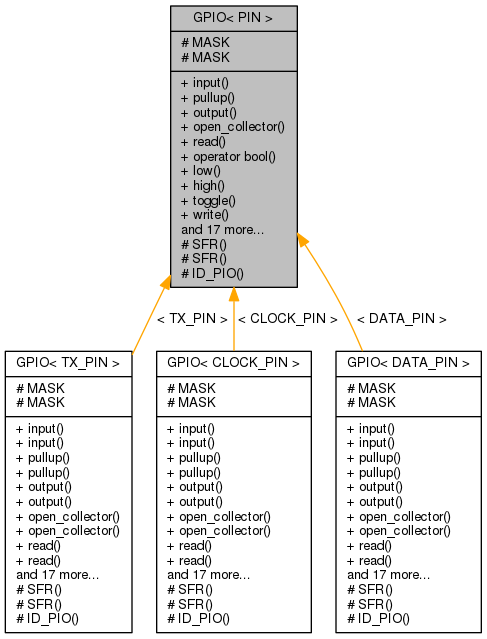 GPIO< PIN >
# MASK
# MASK
+ input()
+ pullup()
+ output()
+ open_collector()
+ read()
+ operator bool()
+ low()
+ high()
+ toggle()
+ write()
and 17 more...
# SFR()
# SFR()
# ID_PIO()
< TX_PIN >
< CLOCK_PIN >
< DATA_PIN >
GPIO< TX_PIN >
# MASK
# MASK
+ input()
+ input()
+ pullup()
+ pullup()
+ output()
+ output()
+ open_collector()
+ open_collector()
+ read()
+ read()
and 17 more...
# SFR()
# SFR()
# ID_PIO()
GPIO< CLOCK_PIN >
# MASK
# MASK
+ input()
+ input()
+ pullup()
+ pullup()
+ output()
+ output()
+ open_collector()
+ open_collector()
+ read()
+ read()
and 17 more...
# SFR()
# SFR()
# ID_PIO()
GPIO< DATA_PIN >
# MASK
# MASK
+ input()
+ input()
+ pullup()
+ pullup()
+ output()
+ output()
+ open_collector()
+ open_collector()
+ read()
+ read()
and 17 more...
# SFR()
# SFR()
# ID_PIO()